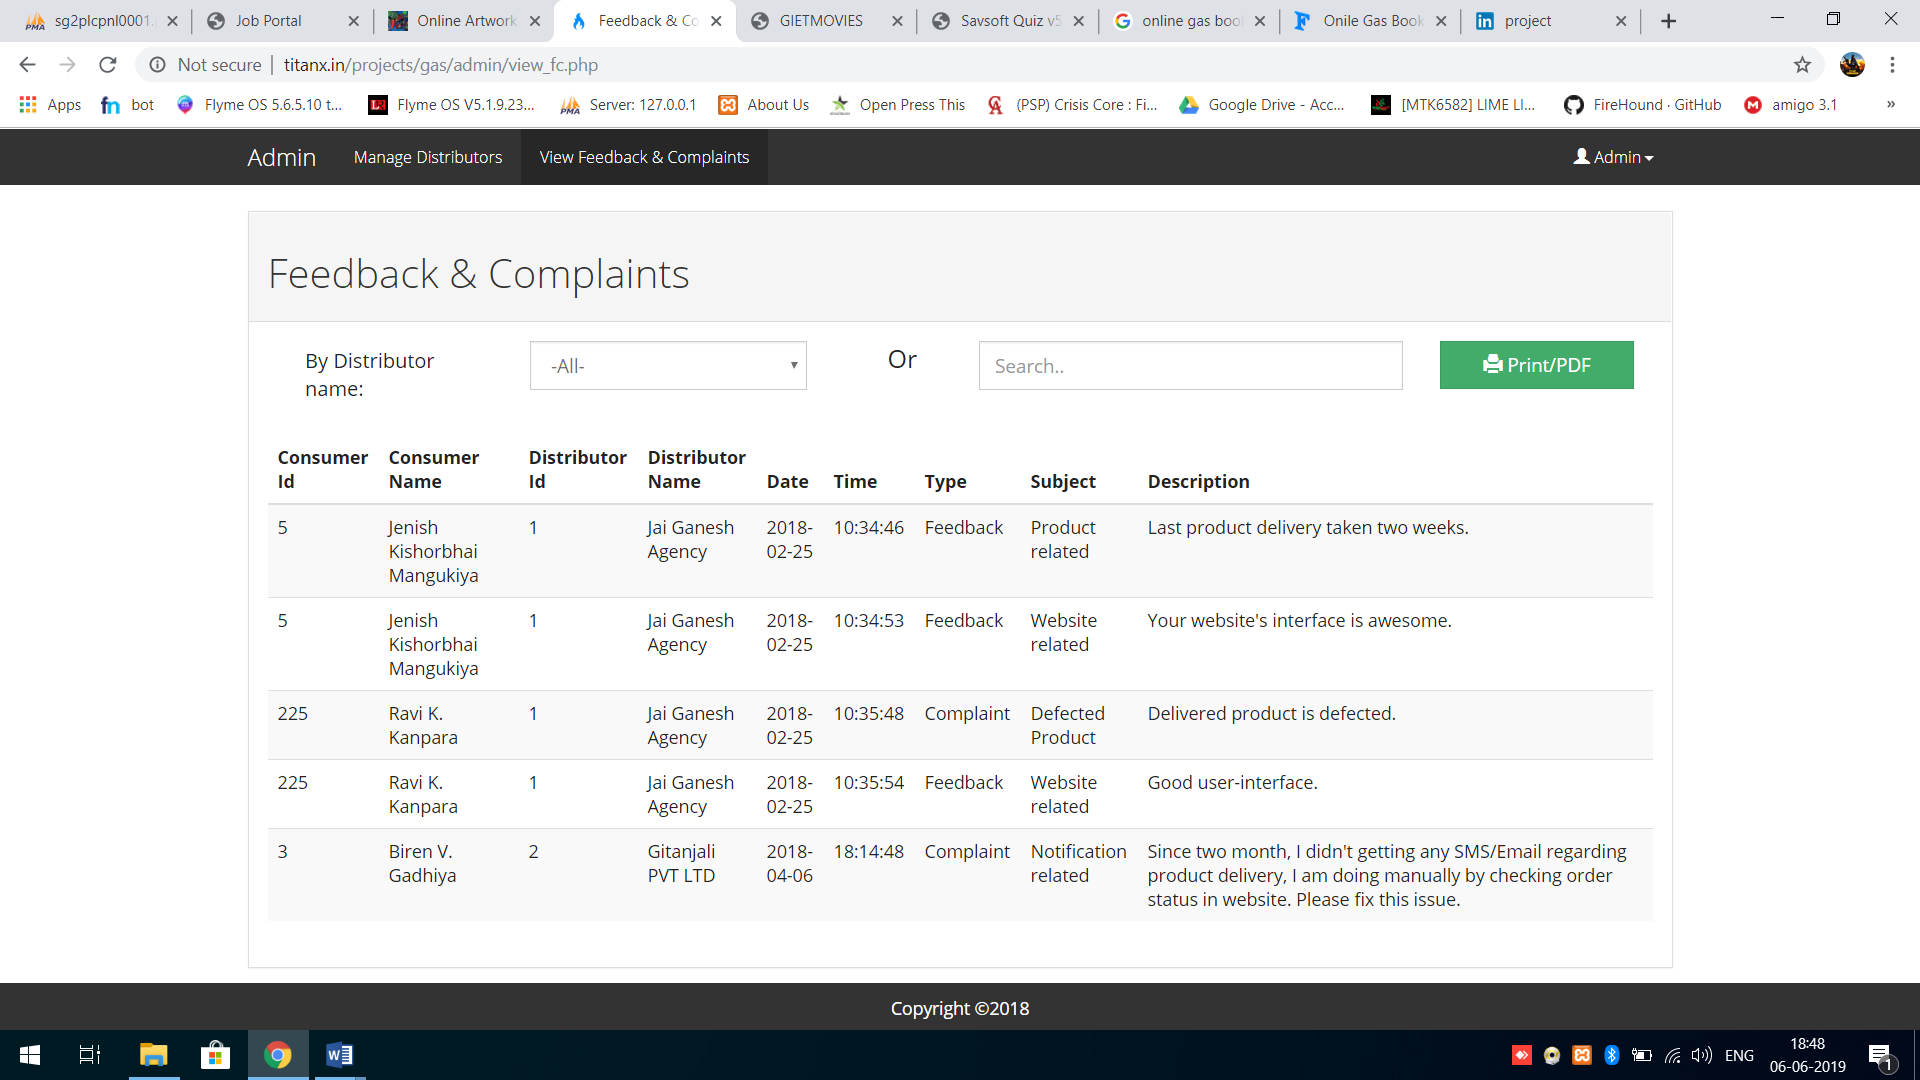 sg2plcpnl0001. Job Portal Online Artwork Feedback & Co GIETMOVIES Savsoft Quiz v5 online gas boo Onile Gas Book project
Not secure | titanx.in/projects/gas/admin/view_fc.php
Apps bot Flyme OS 5.6.5.10 t... Flyme OS V5.1.9.23... Server: 127.0.0.1 About Us Open Press This (PSP) Crisis Core : Fi... Google Drive - Acc... [MTK6582] LIME LI... FireHound · GitHub amigo 3.1 »
Admin Manage Distributors View Feedback & Complaints Admin
Feedback & Complaints
By Distributor
name:
-All-
Or
Search..
Print/PDF
Consumer Consumer Distributor Distributor
Id Name Id Name Date Time Type Subject Description
5 Jenish 1 Jai Ganesh 2018- 10:34:46 Feedback Product Last product delivery taken two weeks.
Kishorbhai Agency 02-25 related
Mangukiya
5 Jenish 1 Jai Ganesh 2018- 10:34:53 Feedback Website Your website's interface is awesome.
Kishorbhai Agency 02-25 related
Mangukiya
225 Ravi K. 1 Jai Ganesh 2018- 10:35:48 Complaint Defected Delivered product is defected.
Kanpara Agency 02-25 Product
225 Ravi K. 1 Jai Ganesh 2018- 10:35:54 Feedback Website Good user-interface.
Kanpara Agency 02-25 related
3 Biren V. 2 Gitanjali 2018- 18:14:48 Complaint Notification Since two month, I didn't getting any SMS/Email regarding
Gadhiya PVT LTD 04-06 related product delivery, I am doing manually by checking order
status in website. Please fix this issue.
Copyright ©2018
ENG 18:48
06-06-2019 1